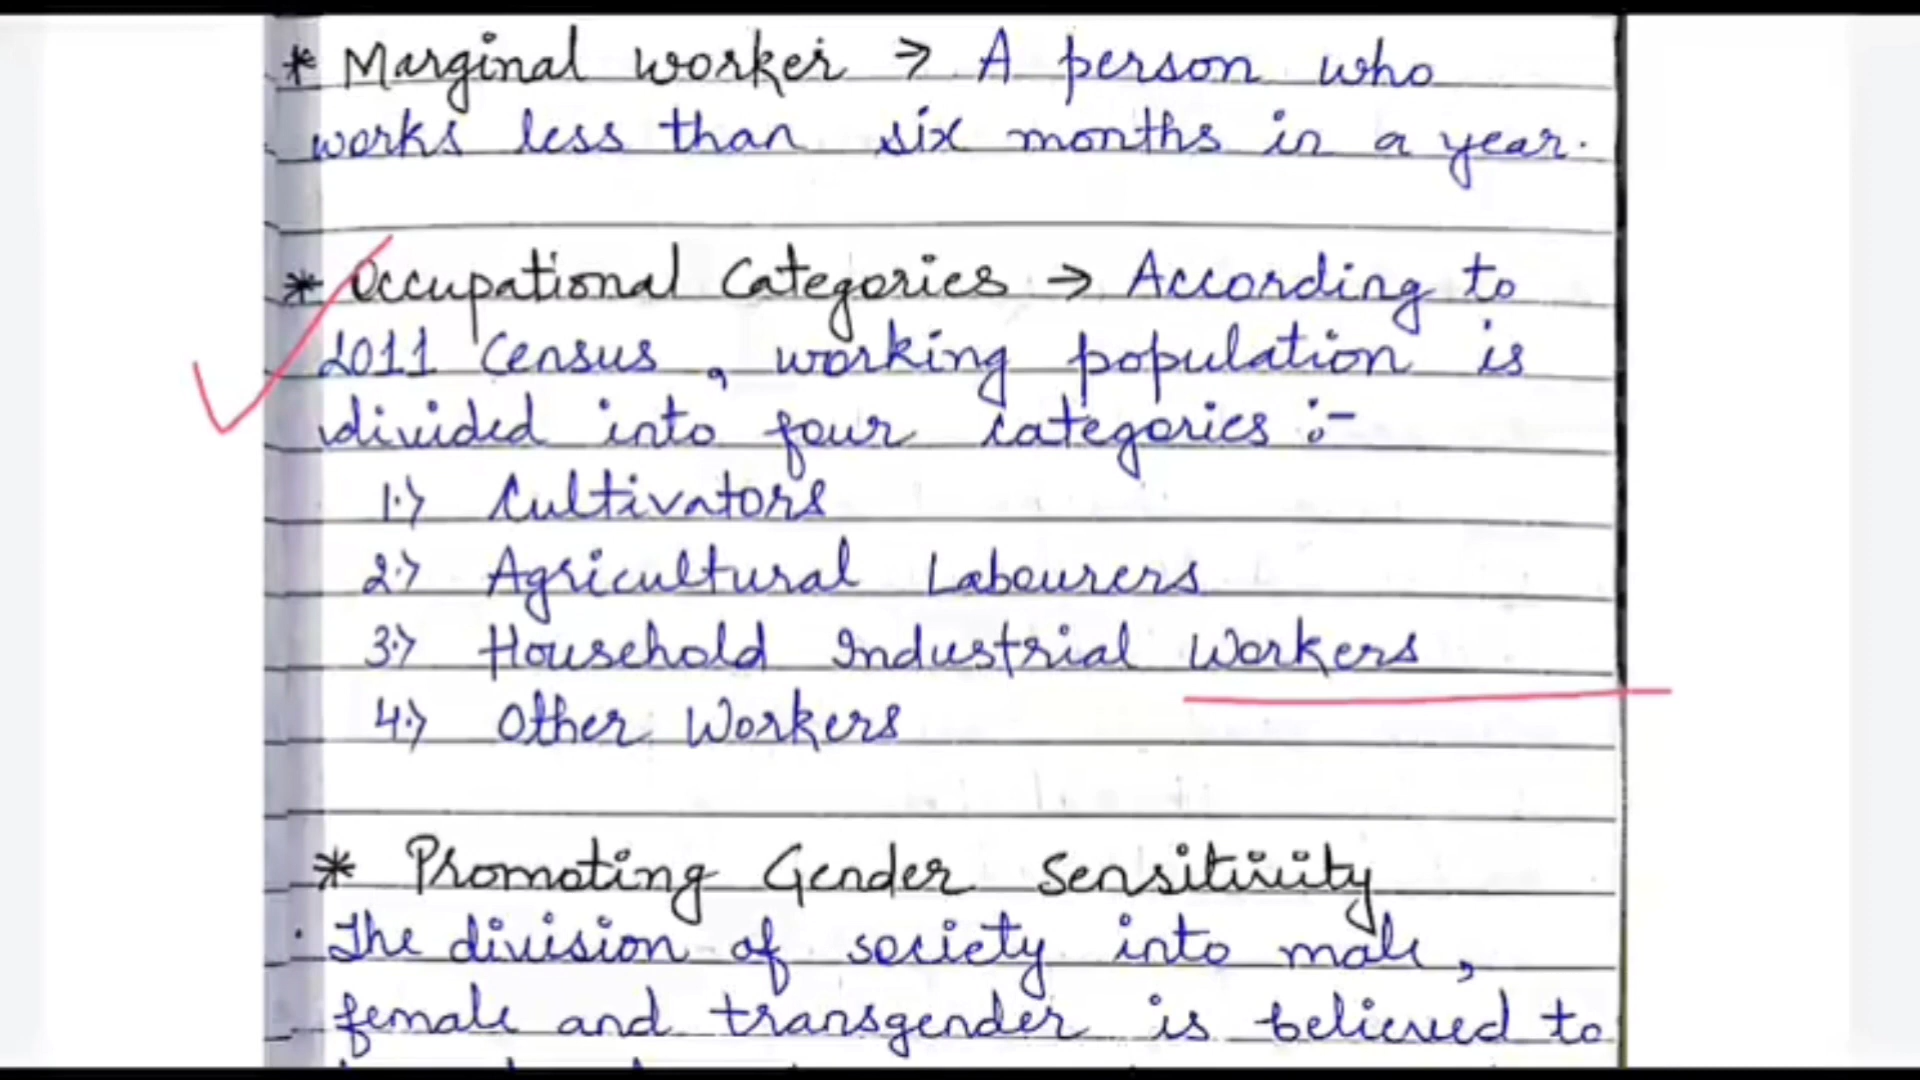 * Marginal worker → A person who
works less than six months in a year.
* Occupational Categories → According to
2011 Census, working population is
divided into four categories :-
1.) Cultivators
2.) Agricultural Labourers
3.) Household Industrial Workers
4.) Other Workers
* Promoting Gender Sensitivity
· The division of society into male,
female and transgender is believed to